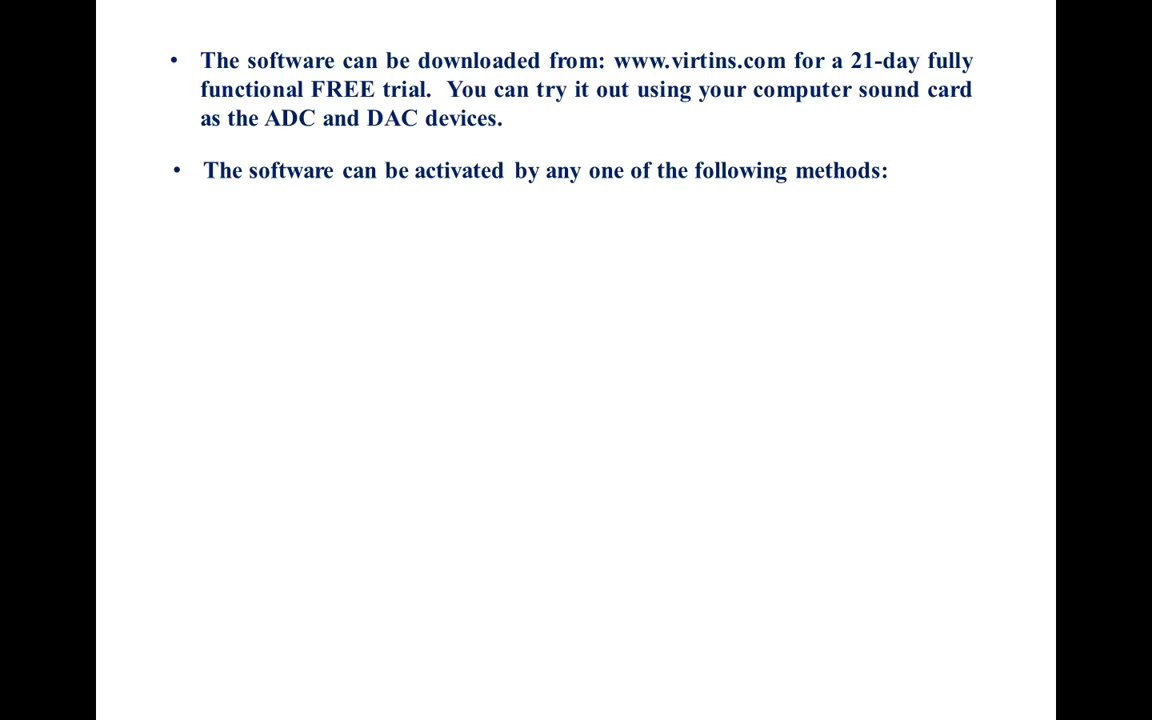 • The software can be downloaded from: www.virtins.com for a 21-day fully
functional FREE trial.  You can try it out using your computer sound card
as the ADC and DAC devices.
• The software can be activated by any one of the following methods: